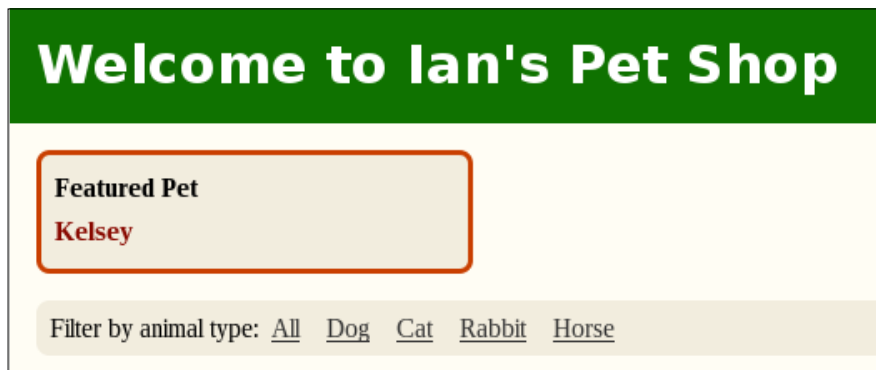 Welcome to Ian's Pet Shop
Featured Pet
Kelsey
Filter by animal type: All Dog Cat Rabbit Horse